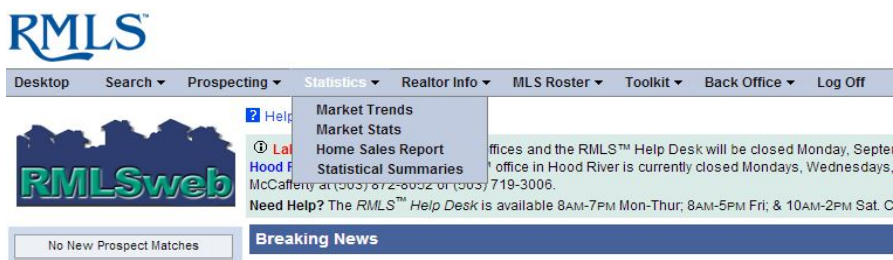 RMLS™
Desktop Search Prospecting Statistics Realtor Info MLS Roster Toolkit Back Office Log Off
Help
Market Trends
Market Stats
Home Sales Report
Statistical Summaries
ffices and the RMLS™ Help Desk will be closed Monday, Septe
Hood office in Hood River is currently closed Mondays, Wednesdays,
McCafferty at (503) 872-8052 or (503) 719-3006.
Need Help? The RMLS™ Help Desk is available 8AM-7PM Mon-Thur; 8AM-5PM Fri; & 10AM-2PM Sat.
RMLSweb
No New Prospect Matches
Breaking News